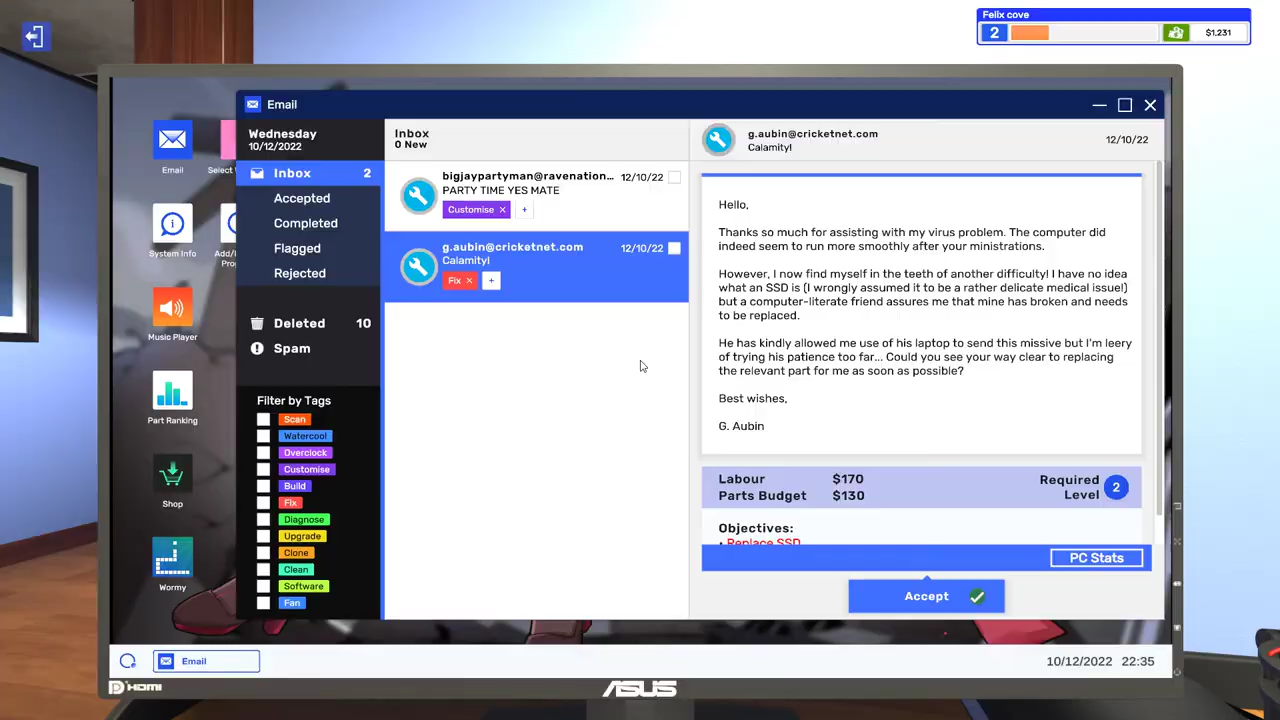 Felix cove
2
$1,231
Email
Wednesday
10/12/2022
Inbox 2
Accepted
Completed
Flagged
Rejected
Deleted 10
Spam
Filter by Tags
Scan
Watercool
Overclock
Customise
Build
Fix
Diagnose
Upgrade
Clone
Clean
Software
Fan
Inbox
0 New
bigjaypartyman@ravenation... 12/10/22
PARTY TIME YES MATE
Customise × +
g.aubin@cricketnet.com 12/10/22
Calamity!
Fix × +
g.aubin@cricketnet.com
Calamity!
12/10/22
Hello,
Thanks so much for assisting with my virus problem. The computer did
indeed seem to run more smoothly after your ministrations.
However, I now find myself in the teeth of another difficulty! I have no idea
what an SSD is (I wrongly assumed it to be a rather delicate medical issue!)
but a computer-literate friend assures me that mine has broken and needs
to be replaced.
He has kindly allowed me use of his laptop to send this missive but I'm leery
of trying his patience too far... Could you see your way clear to replacing
the relevant part for me as soon as possible?
Best wishes,
G. Aubin
Labour $170
Parts Budget $130
Required
Level 2
Objectives:
• Replace SSD
PC Stats
Accept
Email
Select
System Info
Add/
Pro
Music Player
Part Ranking
Shop
Wormy
Email
10/12/2022 22:35
HDMI
ASUS